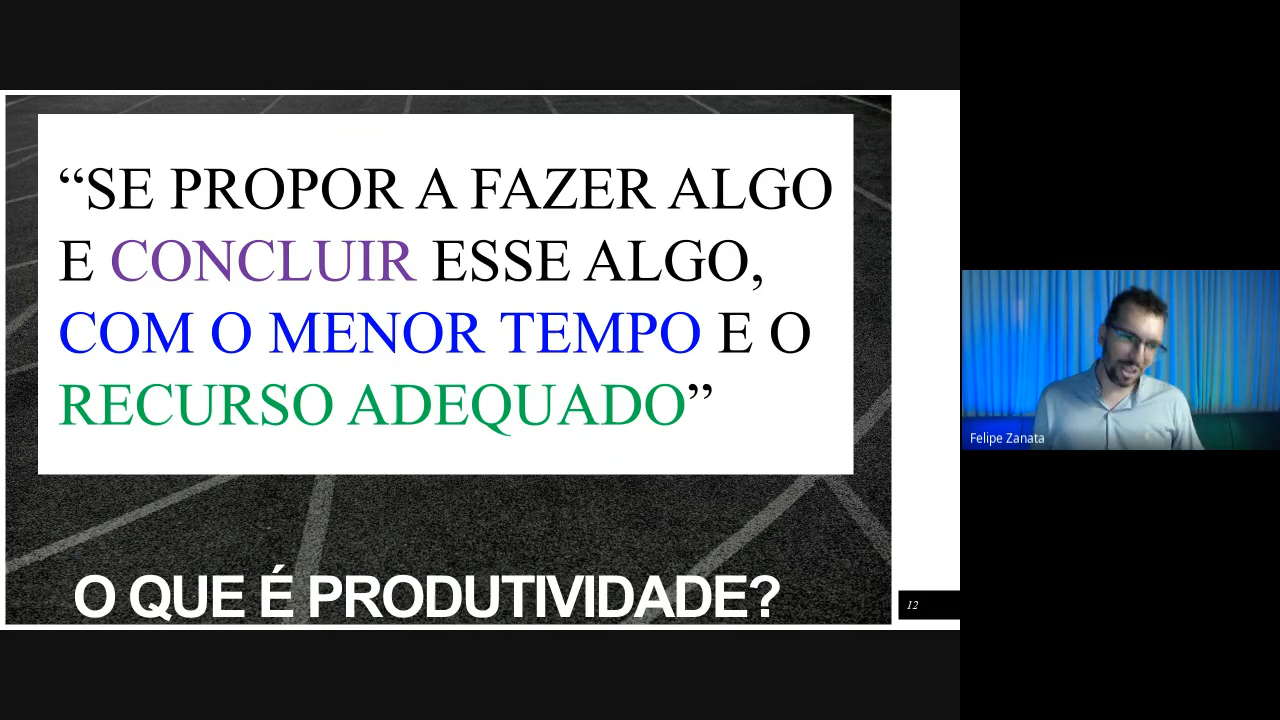 “SE PROPOR A FAZER ALGO
E CONCLUIR ESSE ALGO,
COM O MENOR TEMPO E O
RECURSO ADEQUADO”
O QUE É PRODUTIVIDADE?
12
Felipe Zanata